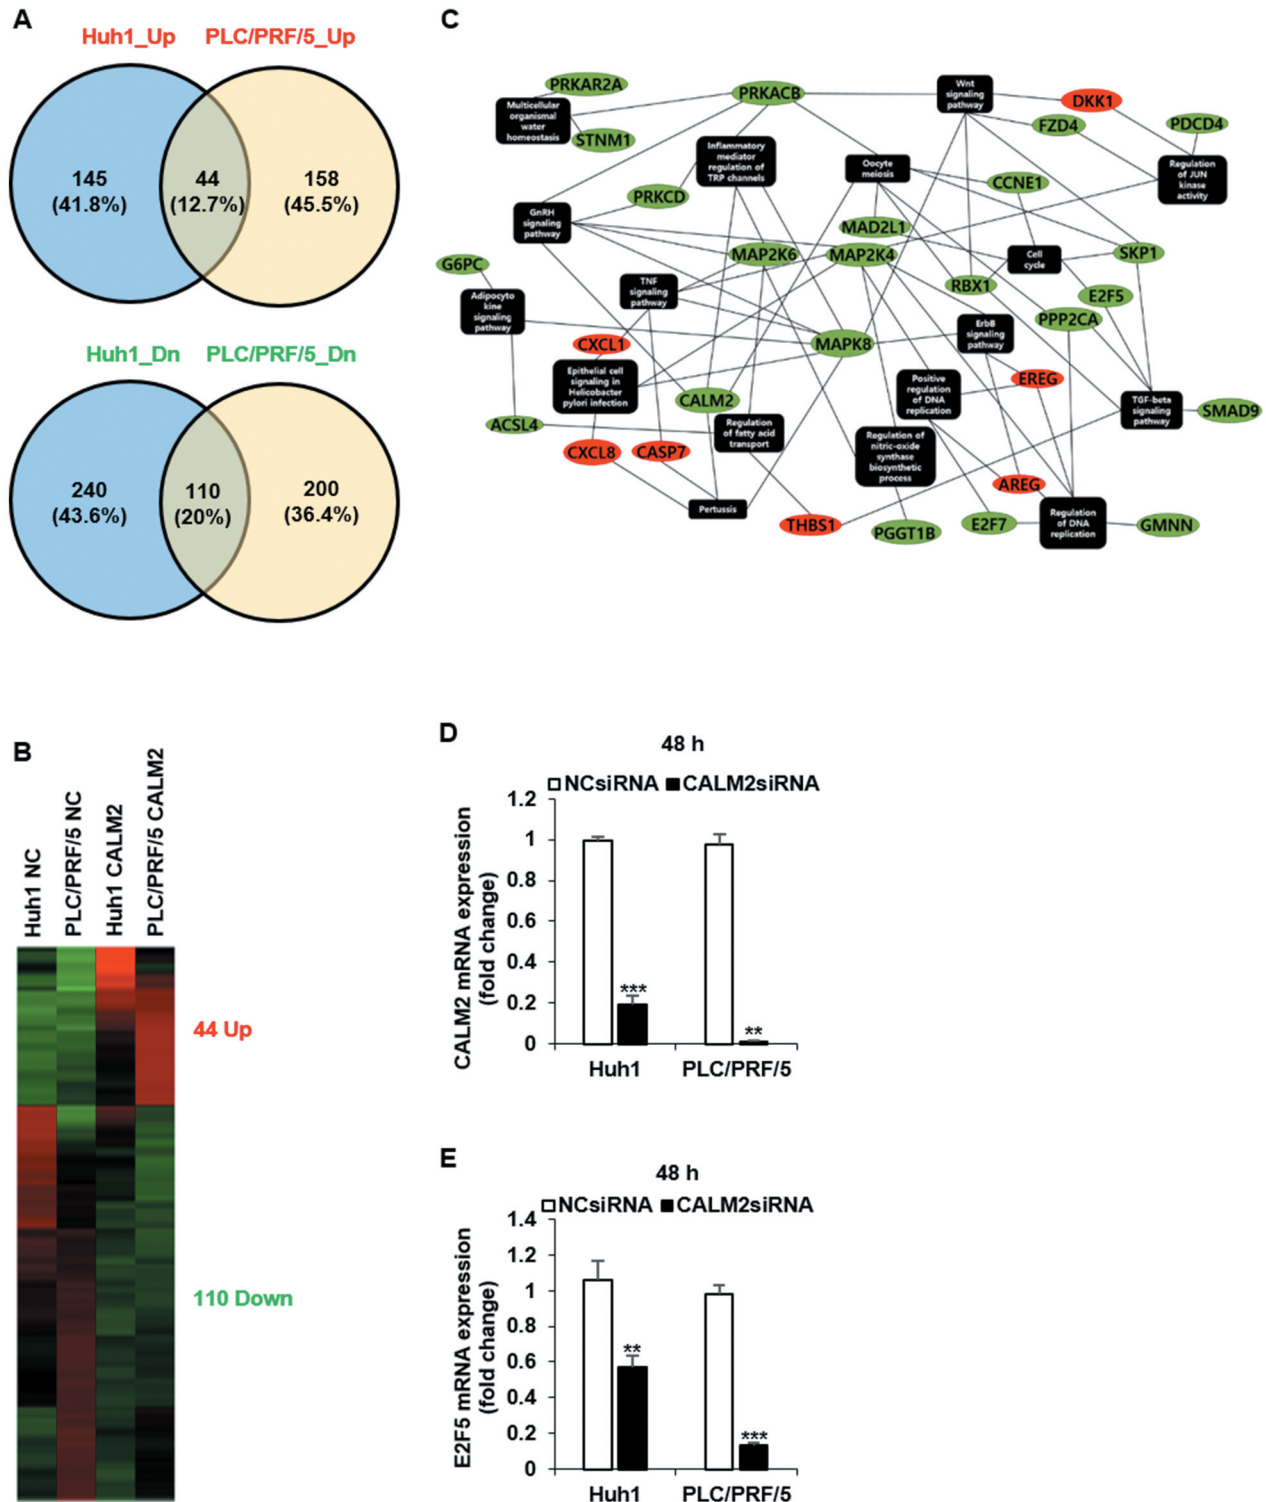 A
Huh1_Up PLC/PRF/5_Up
145
(41.8%)
44
(12.7%)
158
(45.5%)
Huh1_Dn PLC/PRF/5_Dn
240
(43.6%)
110
(20%)
200
(36.4%)
B
Huh1 NC
PLC/PRF/5 NC
Huh1 CALM2
PLC/PRF/5 CALM2
44 Up
110 Down
C
PRKAR2A
Multicellular
organismal
water
homeostasis
STNM1
PRKACB
Wnt
signaling
pathway
DKK1
FZD4
PDCD4
Regulation
of JUN
kinase
activity
Inflammatory
mediator
regulation of
TRP channels
Oocyte
meiosis
CCNE1
PRKCD
GnRH
signaling
pathway
MAD2L1
MAP2K6
MAP2K4
Cell
cycle
SKP1
G6PC
Adipocyto
kine
signaling
pathway
TNF
signaling
pathway
RBX1
E2F5
PPP2CA
CXCL1
MAPK8
ErbB
signaling
pathway
Epithelial cell
signaling in
Helicobacter
pylori infection
CALM2
Positive
regulation
of DNA
replication
EREG
TGF-beta
signaling
pathway
SMAD9
ACSL4
Regulation
of fatty acid
transport
CXCL8
CASP7
Regulation of
nitric-oxide
synthase
biosynthetic
process
AREG
Pertussis
THBS1
PGGT1B
E2F7
Regulation
of DNA
replication
GMNN
D
48 h
NCsiRNA CALM2siRNA
CALM2 mRNA expression
(fold change)
1.2
1
0.8
0.6
0.4
0.2
0
***
**
Huh1 PLC/PRF/5
E
48 h
NCsiRNA CALM2siRNA
E2F5 mRNA expression
(fold change)
1.4
1.2
1
0.8
0.6
0.4
0.2
0
**
***
Huh1 PLC/PRF/5